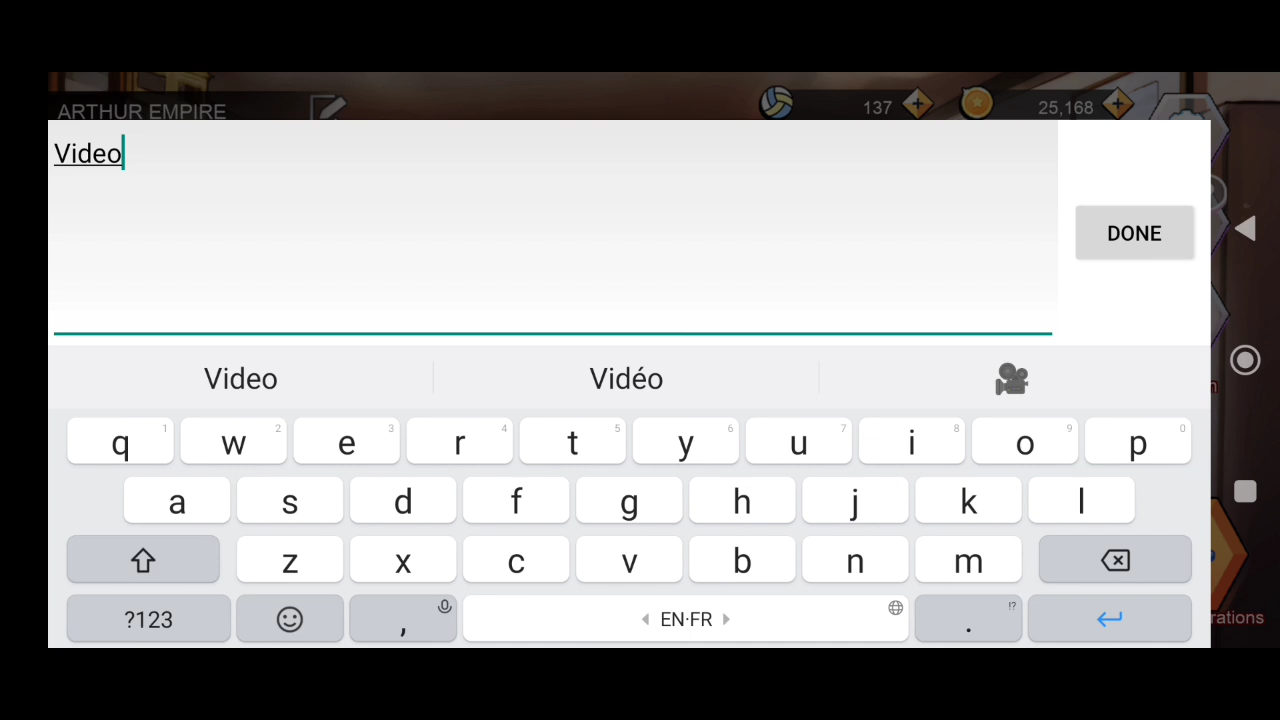 ARTHUR EMPIRE
137
25,168
Video
DONE
Video
Vidéo
q 1 w 2 e 3 r 4 t 5 y 6 u 7 i 8 o 9 p 0
a s d f g h j k l
z x c v b n m
?123 , EN·FR . !?
rations